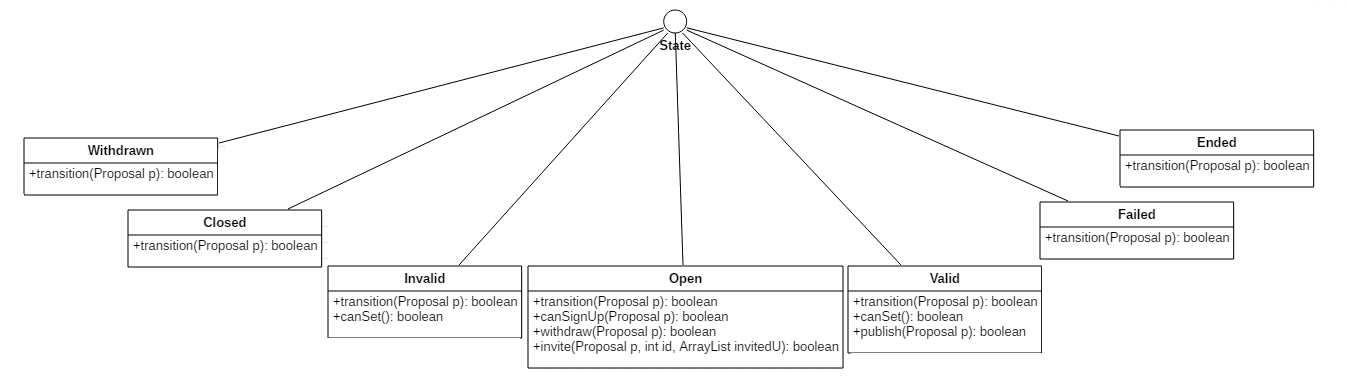 State
Withdrawn
+transition(Proposal p): boolean
Closed
+transition(Proposal p): boolean
Invalid
+transition(Proposal p): boolean
+canSet(): boolean
Open
+transition(Proposal p): boolean
+canSignUp(Proposal p): boolean
+withdraw(Proposal p): boolean
+invite(Proposal p, int id, ArrayList invitedU): boolean
Valid
+transition(Proposal p): boolean
+canSet(): boolean
+publish(Proposal p): boolean
Failed
+transition(Proposal p): boolean
Ended
+transition(Proposal p): boolean